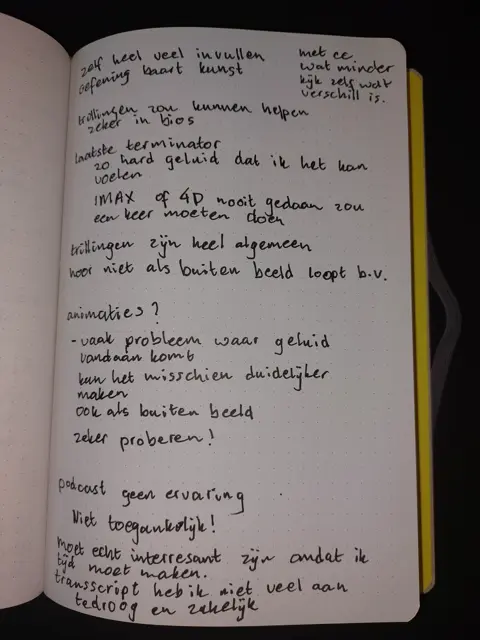 zelf heel veel invullen
oefening baart kunst
met cc
wat minder
kijk zelf wat
verschill is.
trillingen zou kunnen helpen
zeker in bios
laatste terminator
zo hard geluid dat ik het kan
voelen
IMAX of 4D nooit gedaan zou
een keer moeten doen
trillingen zijn heel algemeen
hoor niet als buiten beeld loopt b.v.
animaties?
- vaak probleem waar geluid
vandaan komt
kan het misschien duidelijker
maken
ook als buiten beeld
zeker proberen!
podcast geen ervaring
Niet toegankelijk!
moet echt interresant zijn omdat ik
tijd moet maken.
transscript heb ik niet veel aan
te droog en zakelijk